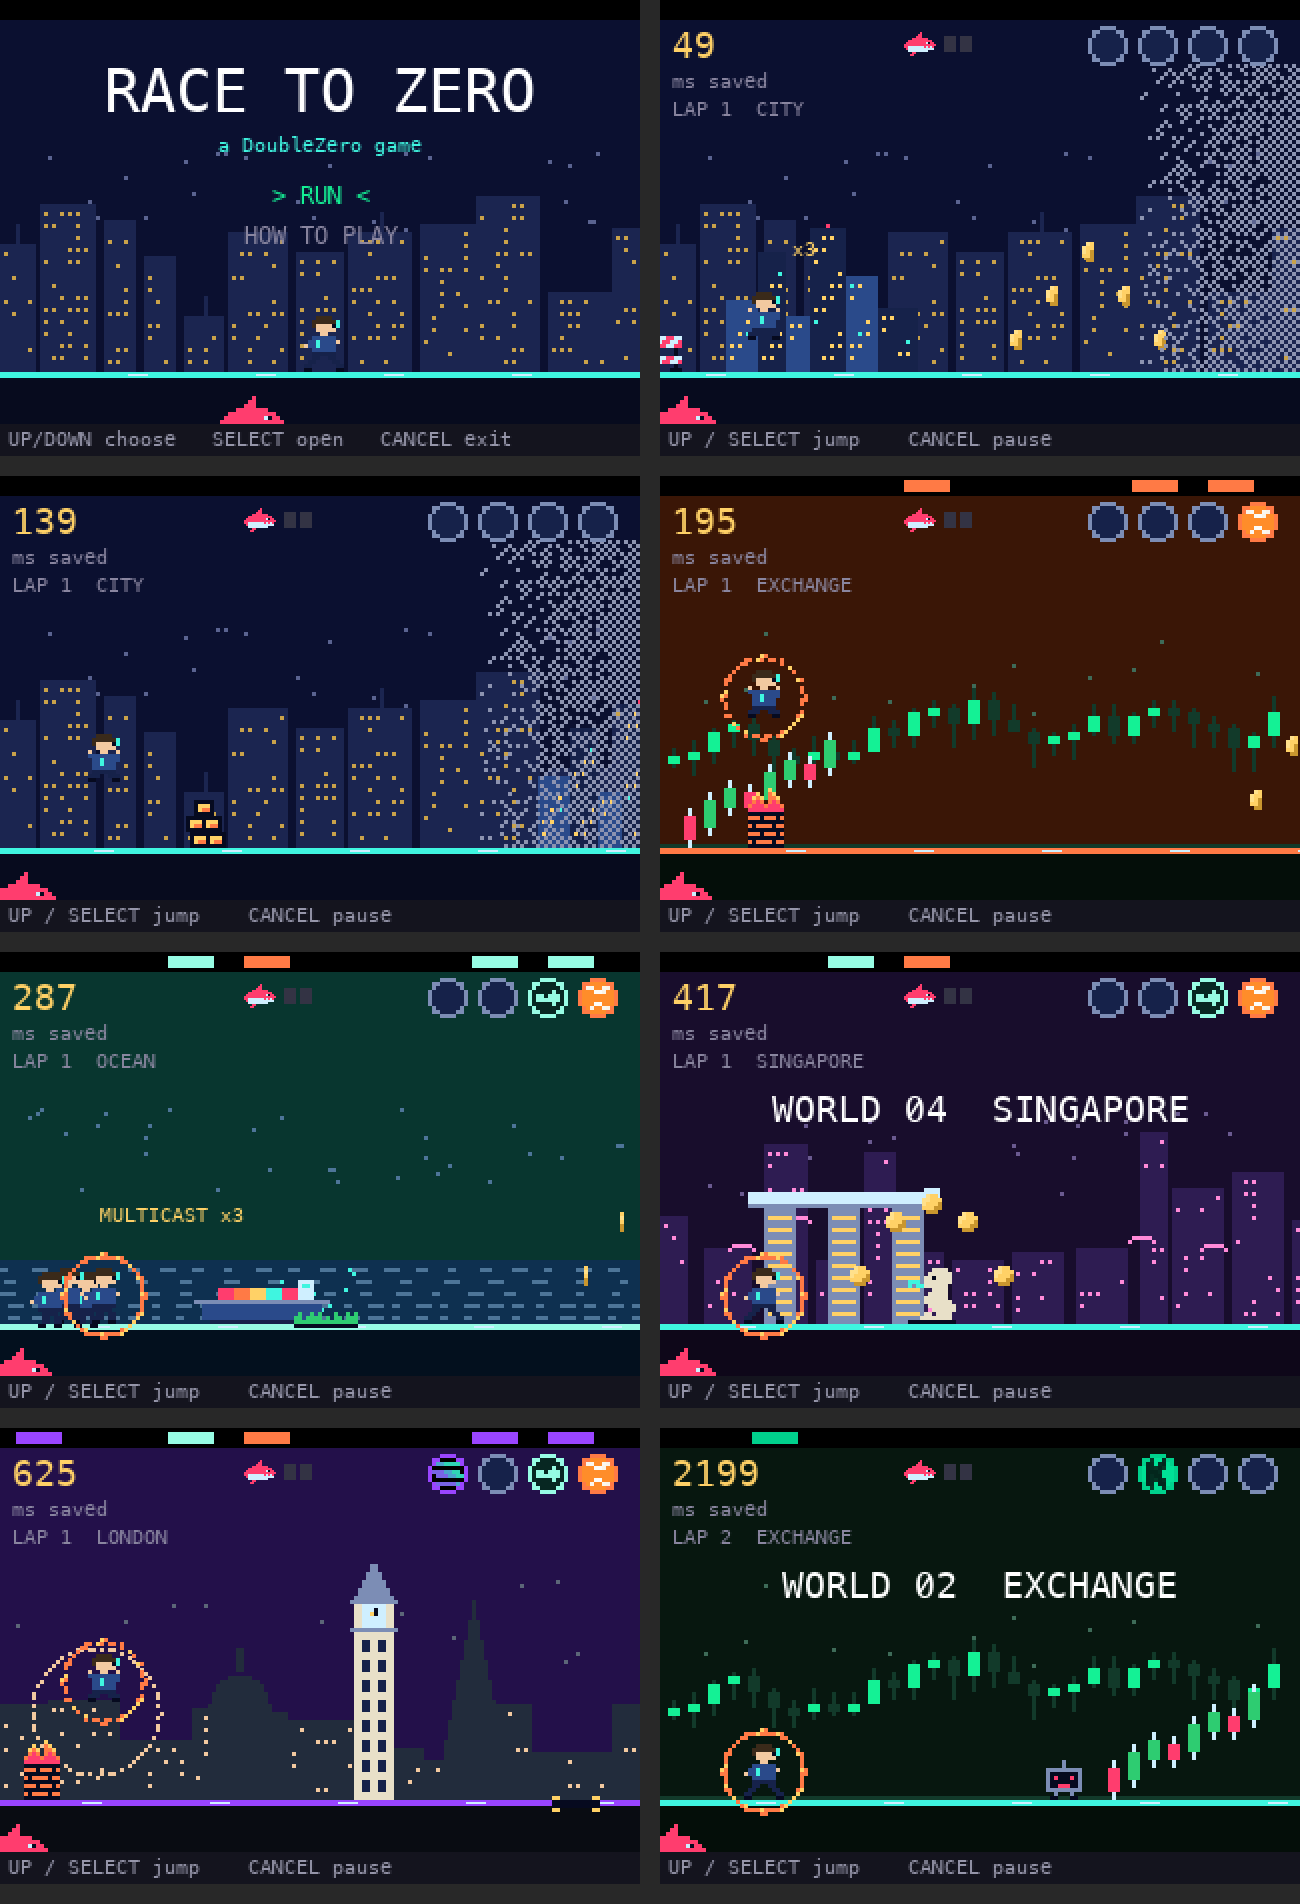 RACE TO ZERO
a DoubleZero game
> RUN <
HOW TO PLAY
UP/DOWN choose SELECT open CANCEL exit
49
ms saved
LAP 1 CITY
x3
UP / SELECT jump CANCEL pause
139
ms saved
LAP 1 CITY
UP / SELECT jump CANCEL pause
195
ms saved
LAP 1 EXCHANGE
UP / SELECT jump CANCEL pause
287
ms saved
LAP 1 OCEAN
MULTICAST x3
UP / SELECT jump CANCEL pause
417
ms saved
LAP 1 SINGAPORE
WORLD 04 SINGAPORE
UP / SELECT jump CANCEL pause
625
ms saved
LAP 1 LONDON
UP / SELECT jump CANCEL pause
2199
ms saved
LAP 2 EXCHANGE
WORLD 02 EXCHANGE
UP / SELECT jump CANCEL pause